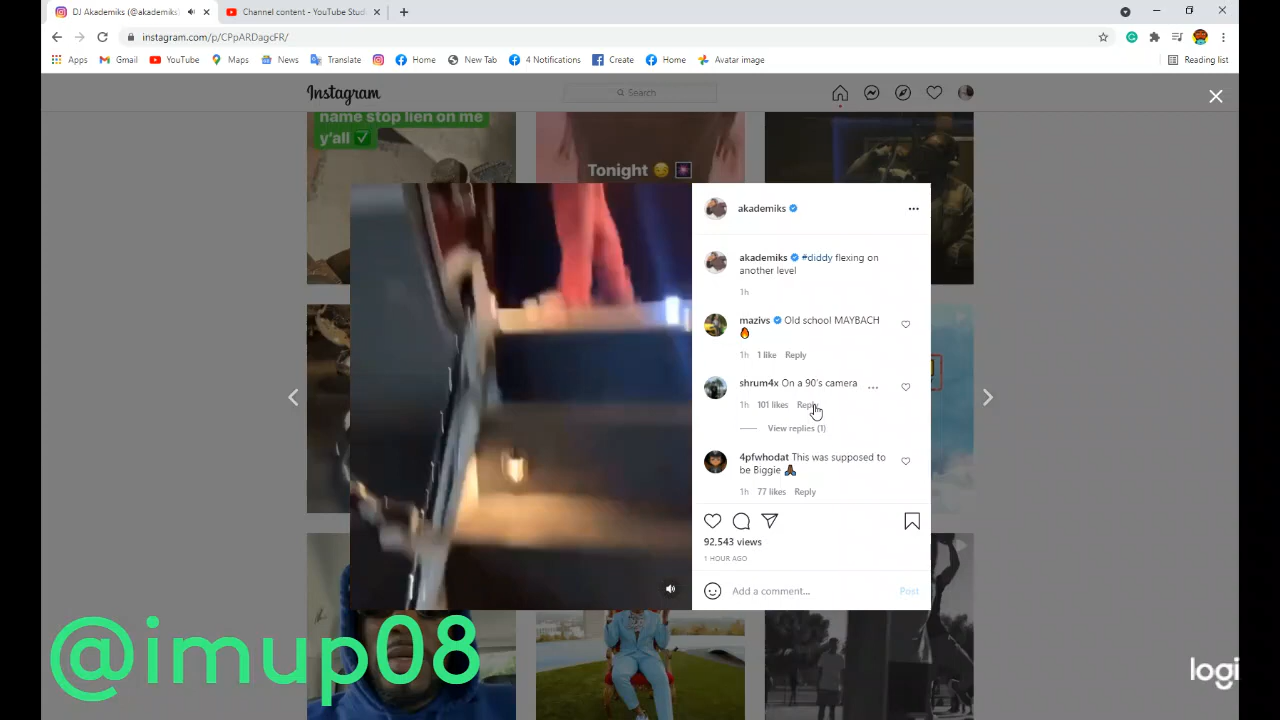 DJ Akademiks (@akademiks)
Channel content - YouTube Stud
instagram.com/p/CPpARDagcFR/
Apps
Gmail
YouTube
Maps
News
Translate
Home
New Tab
4 Notifications
Create
Home
Avatar image
Reading list
Instagram
Search
name stop lien on me
y'all ✅
Tonight 😏 🎆
akademiks
akademiks #diddy flexing on
another level
1h
mazivs Old school MAYBACH
🔥
1h 1 like Reply
shrum4x On a 90's camera
1h 101 likes Reply
View replies (1)
4pfwhodat This was supposed to
be Biggie 🙏🏾
1h 77 likes Reply
92,543 views
1 HOUR AGO
Add a comment...
Post
@imup08
logi